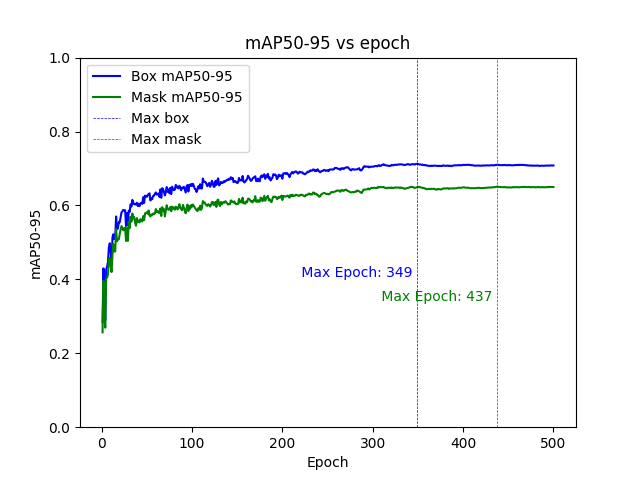 mAP50-95 vs epoch
1.0
0.8
0.6
0.4
0.2
0.0
mAP50-95
Box mAP50-95
Mask mAP50-95
Max box
Max mask
Max Epoch: 349
Max Epoch: 437
0 100 200 300 400 500
Epoch